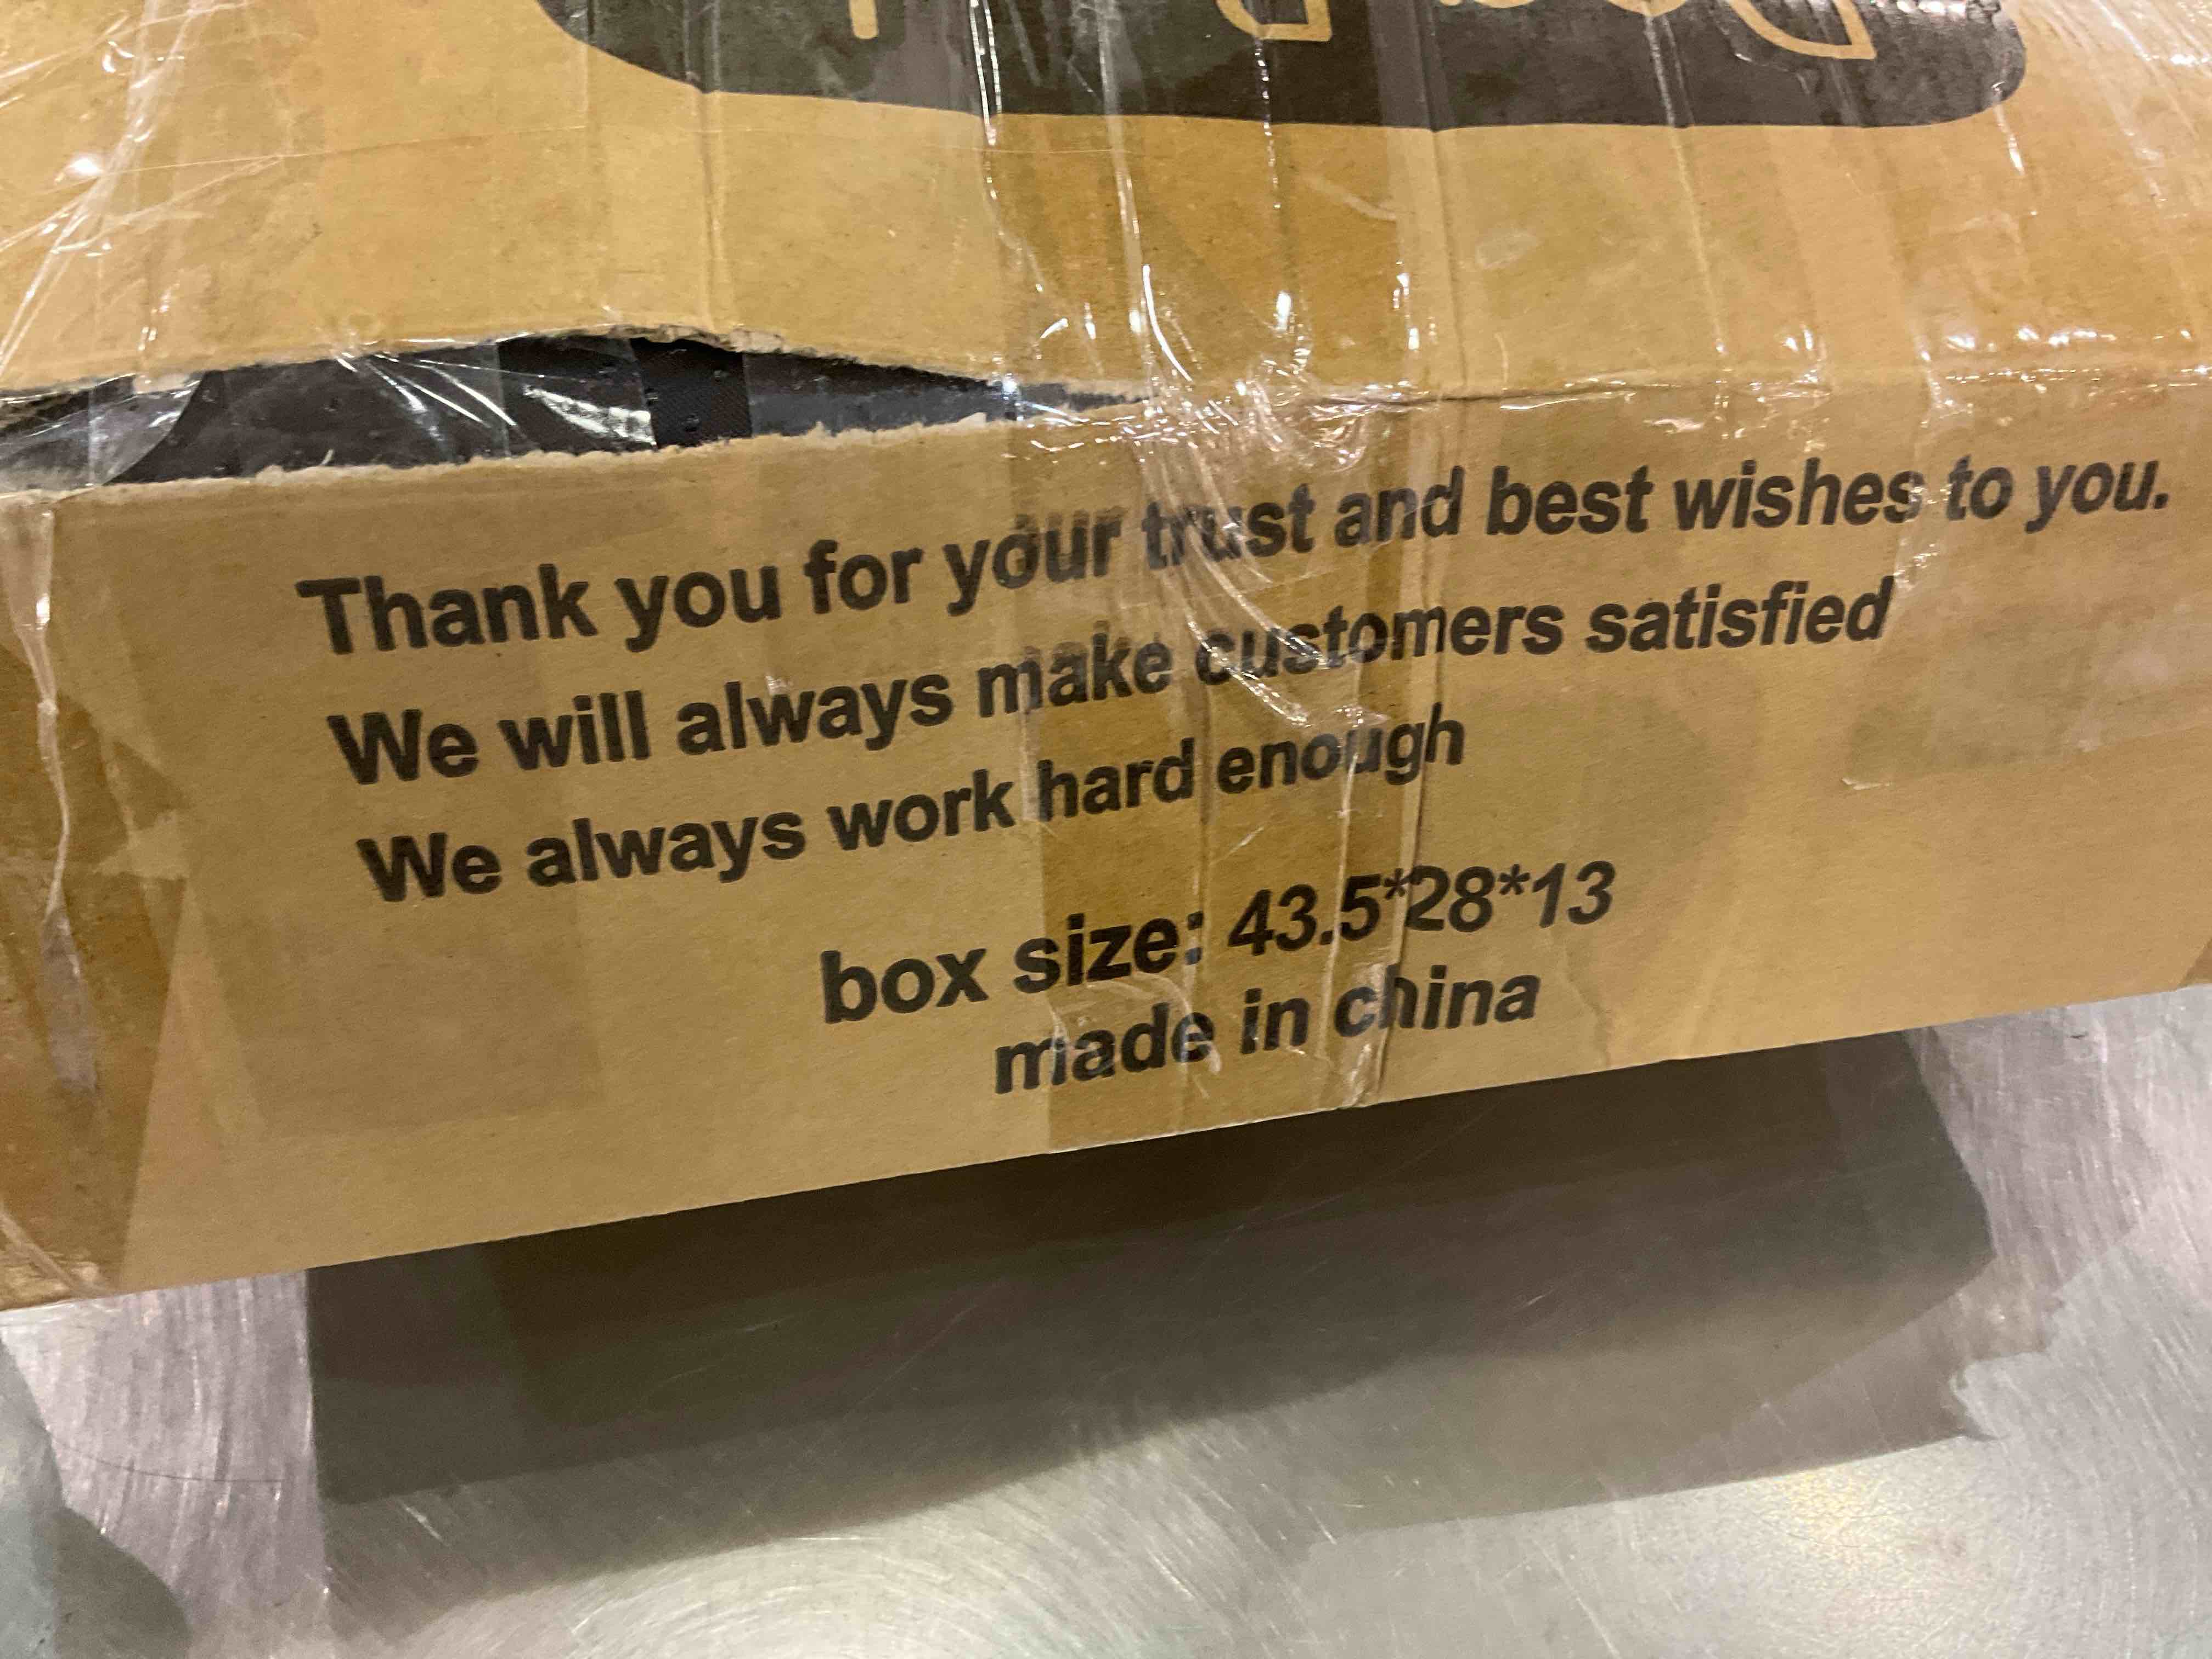 Thank you for your trust and best wishes to you.
We will always make customers satisfied
We always work hard enough
box size: 43.5*28*13
made in china